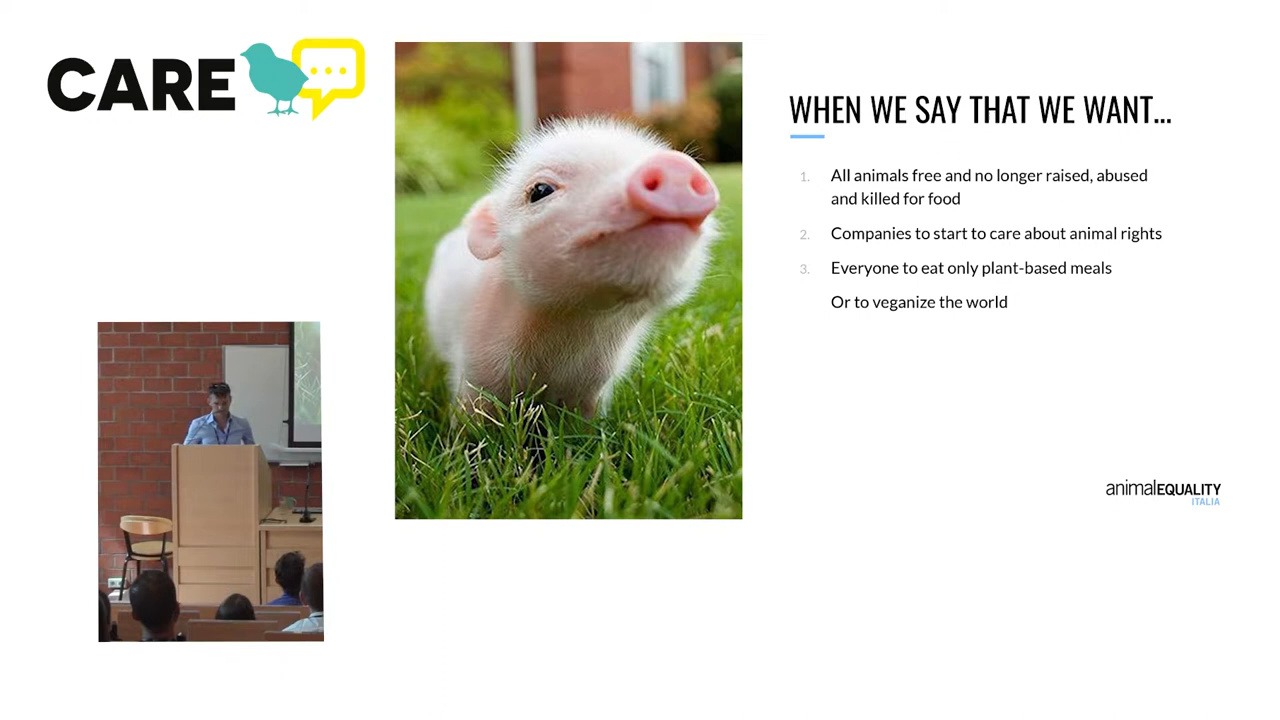 CARE
WHEN WE SAY THAT WE WANT...
1. All animals free and no longer raised, abused
and killed for food
2. Companies to start to care about animal rights
3. Everyone to eat only plant-based meals
Or to veganize the world
animalEQUALITY
ITALIA